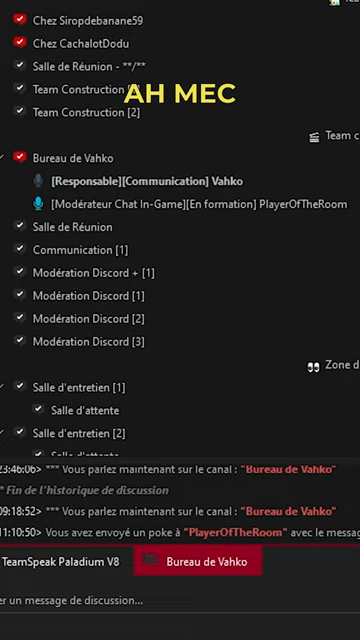 Chez Siropdebanane59
Chez CachalotDodu
Salle de Réunion - **/**
Team Construction
AH MEC
Team Construction [2]
Team c
Bureau de Vahko
[Responsable][Communication] Vahko
[Modérateur Chat In-Game][En formation] PlayerOfTheRoom
Salle de Réunion
Communication [1]
Modération Discord + [1]
Modération Discord [1]
Modération Discord [2]
Modération Discord [3]
Zone d
Salle d'entretien [1]
Salle d'attente
Salle d'entretien [2]
Salle d'attente
23:46:06> *** Vous parlez maintenant sur le canal : "Bureau de Vahko"
* Fin de l'historique de discussion
09:18:52> *** Vous parlez maintenant sur le canal : "Bureau de Vahko"
11:10:50> Vous avez envoyé un poke à "PlayerOfTheRoom" avec le messag
TeamSpeak Paladium V8
Bureau de Vahko
er un message de discussion...